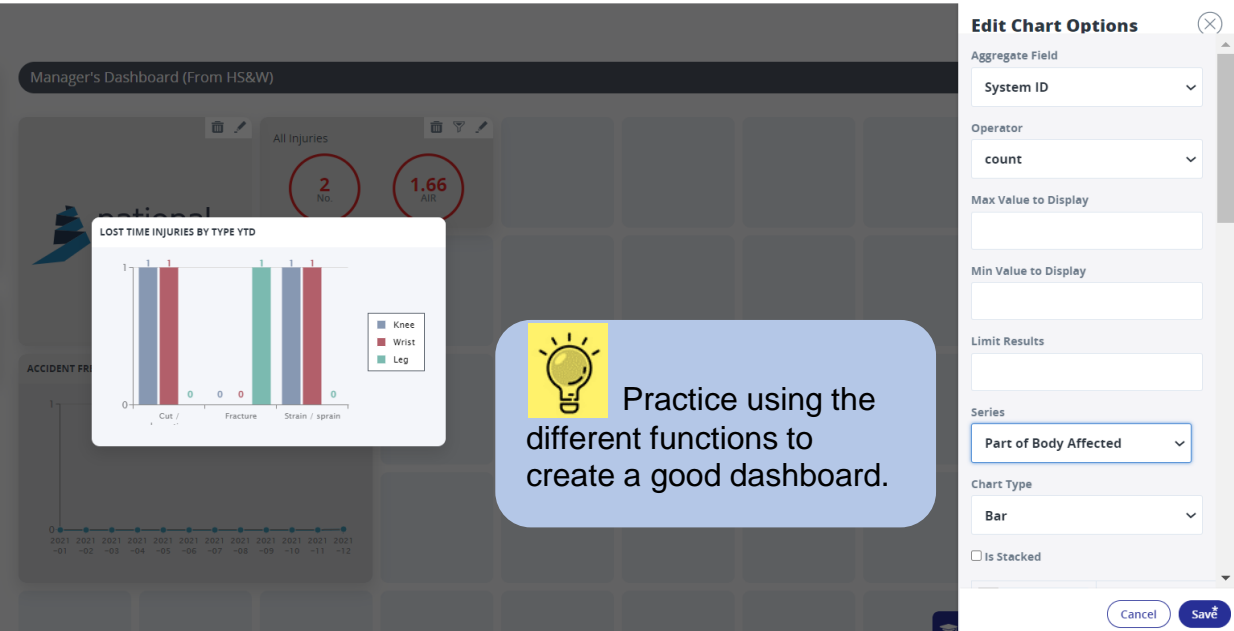 Edit Chart Options
Aggregate Field
System ID
Operator
count
Max Value to Display
Min Value to Display
Limit Results
Series
Part of Body Affected
Chart Type
Bar
Is Stacked
Cancel
Save
Manager's Dashboard (From HS&W)
All Injuries
2
No.
1.66
AIR
national
LOST TIME INJURIES BY TYPE YTD
1 1 1 1 1
1
0 0 0 0
0
Cut / Fracture Strain / sprain
Knee
Wrist
Leg
Practice using the
different functions to
create a good dashboard.
ACCIDENT
1
0
2021 2021 2021 2021 2021 2021 2021 2021 2021 2021 2021 2021
-01 -02 -03 -04 -05 -06 -07 -08 -09 -10 -11 -12